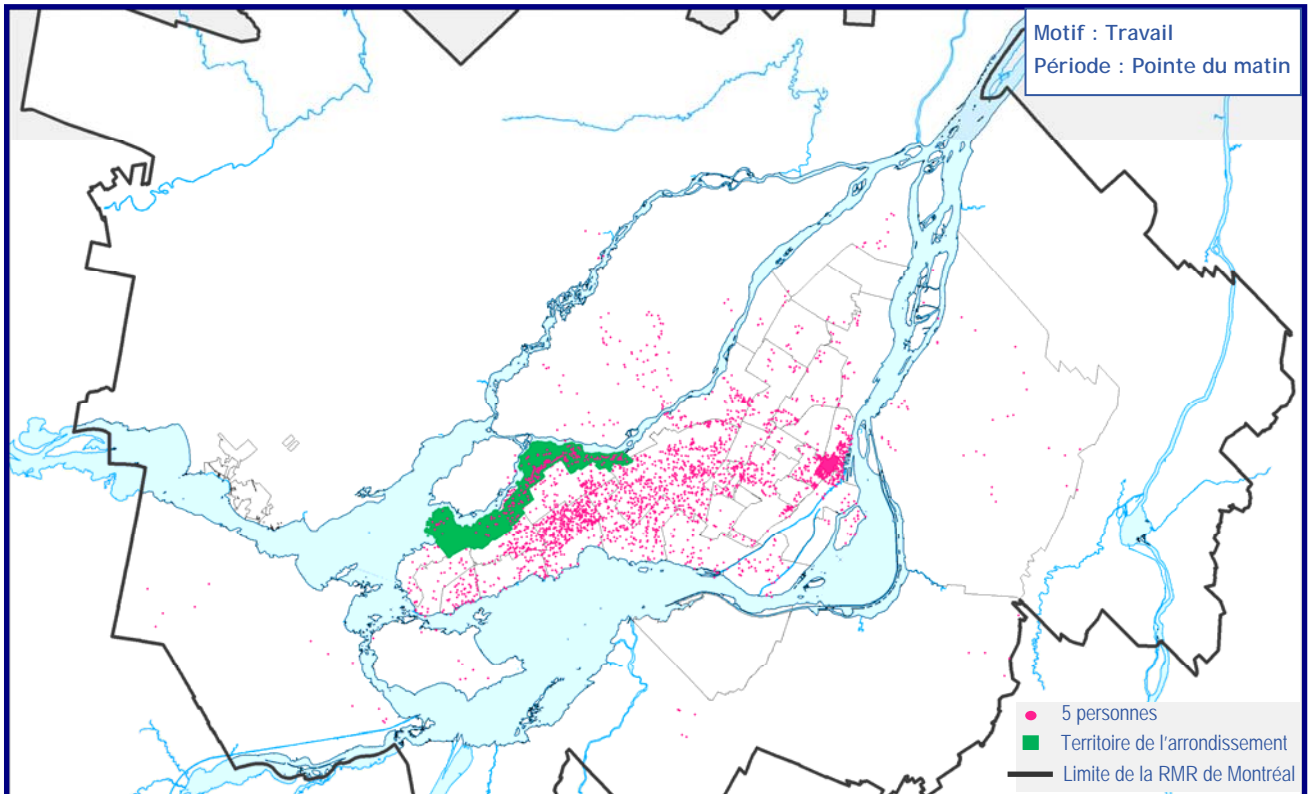 Motif : Travail
Période : Pointe du matin
5 personnes
Territoire de l'arrondissement
Limite de la RMR de Montréal